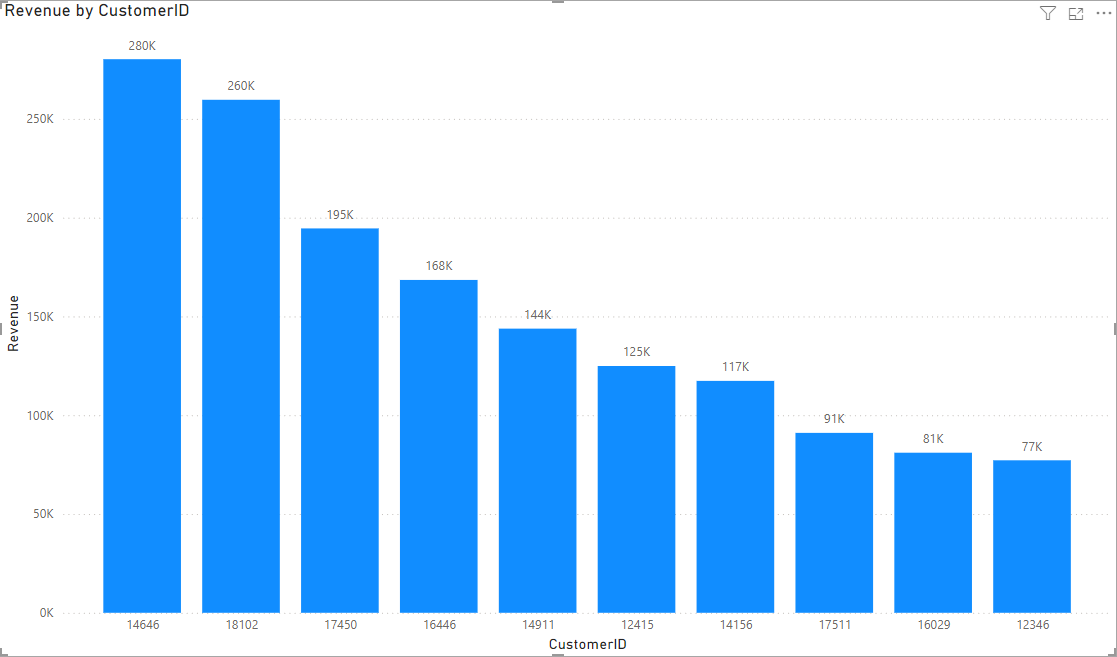 Revenue by CustomerID
280K
260K
250K
200K
195K
168K
150K
144K
125K
117K
100K
91K
81K
77K
50K
0K
Revenue
14646 18102 17450 16446 14911 12415 14156 17511 16029 12346
CustomerID